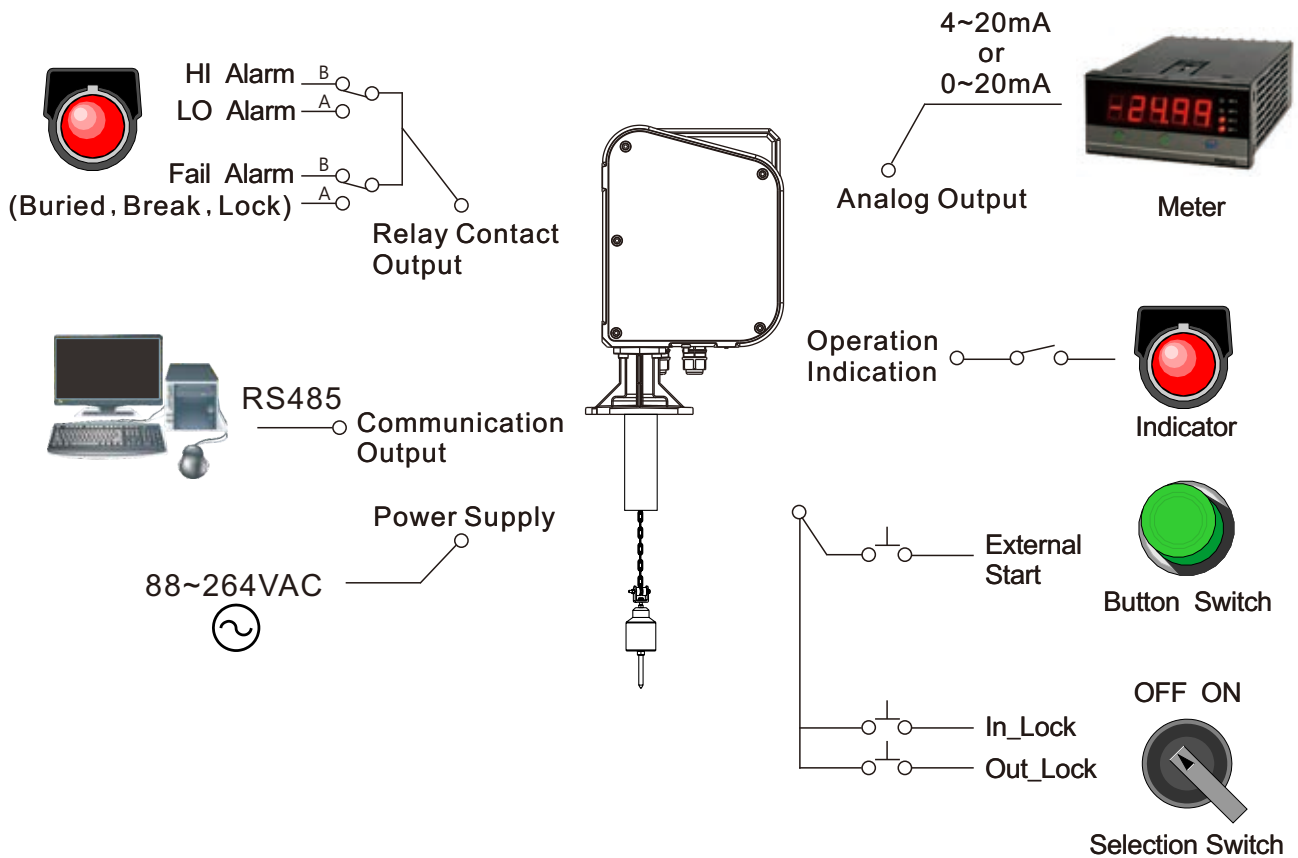 HI Alarm B
LO Alarm A
Fail Alarm B
(Buried, Break, Lock) A
Relay Contact
Output
4~20mA
or
0~20mA
-24.99
Analog Output
Meter
RS485
Communication
Output
Operation
Indication
Indicator
Power Supply
88~264VAC
External
Start
Button Switch
In_Lock
Out_Lock
OFF ON
Selection Switch